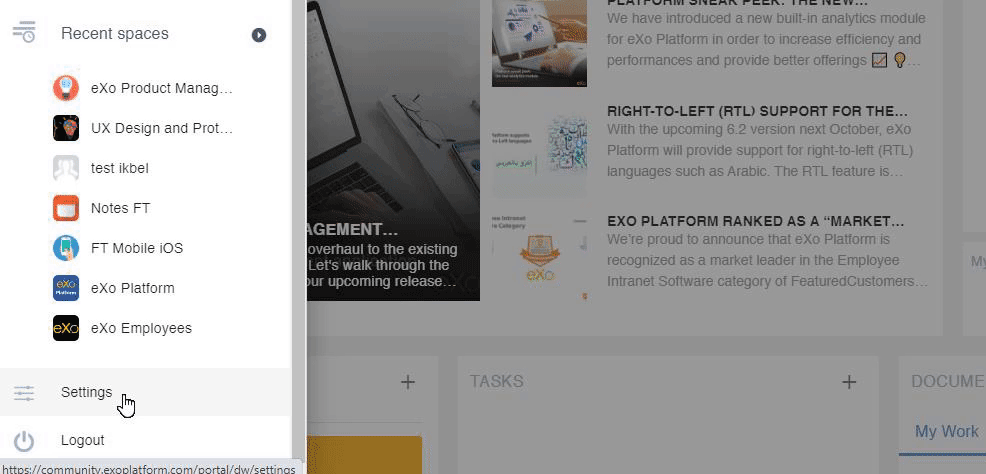 Recent spaces
eXo Product Manag...
UX Design and Prot...
test ikbel
Notes FT
FT Mobile iOS
eXo
Platform
eXo Platform
eXo
eXo Employees
Settings
Logout
https://community.exoplatform.com/portal/dw/settings
AGEMENT...
overhaul to the existing
Let's walk through the
our upcoming release...
PLATFORM SNEAK PEEK: THE NEW...
We have introduced a new built-in analytics module
for eXo Platform in order to increase efficiency and
performances and provide better offerings 📈 💡...
RIGHT-TO-LEFT (RTL) SUPPORT FOR THE...
With the upcoming 6.2 version next October, eXo
Platform will provide support for right-to-left (RTL)
languages such as Arabic. The RTL feature is...
EXO PLATFORM RANKED AS A “MARKET...
We’re proud to announce that eXo Platform is
recognized as a market leader in the Employee
Intranet Software category of FeaturedCustomers...
eXo
My
TASKS
DOCUME
My Work